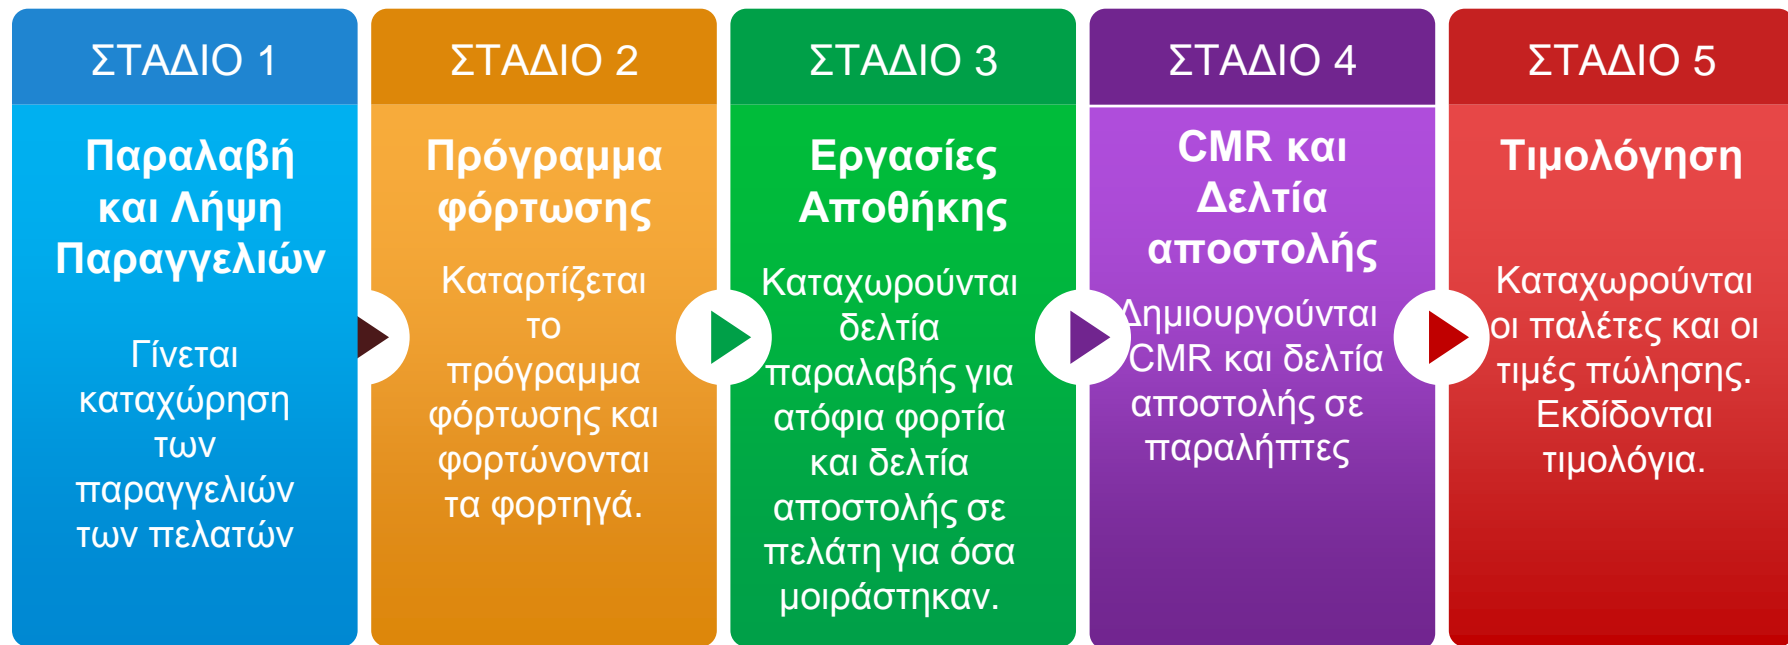 ΣΤΑΔΙΟ 1
Παραλαβή
και Λήψη
Παραγγελιών
Γίνεται
καταχώρηση
των
παραγγελιών
των πελατών
ΣΤΑΔΙΟ 2
Πρόγραμμα
φόρτωσης
Καταρτίζεται
το
πρόγραμμα
φόρτωσης και
φορτώνονται
τα φορτηγά.
ΣΤΑΔΙΟ 3
Εργασίες
Αποθήκης
Καταχωρούνται
δελτία
παραλαβής για
ατόφια φορτία
και δελτία
αποστολής σε
πελάτη για όσα
μοιράστηκαν.
ΣΤΑΔΙΟ 4
CMR και
Δελτία
αποστολής
Δημιουργούνται
CMR και δελτία
αποστολής σε
παραλήπτες
ΣΤΑΔΙΟ 5
Τιμολόγηση
Καταχωρούνται
οι παλέτες και οι
τιμές πώλησης.
Εκδίδονται
τιμολόγια.